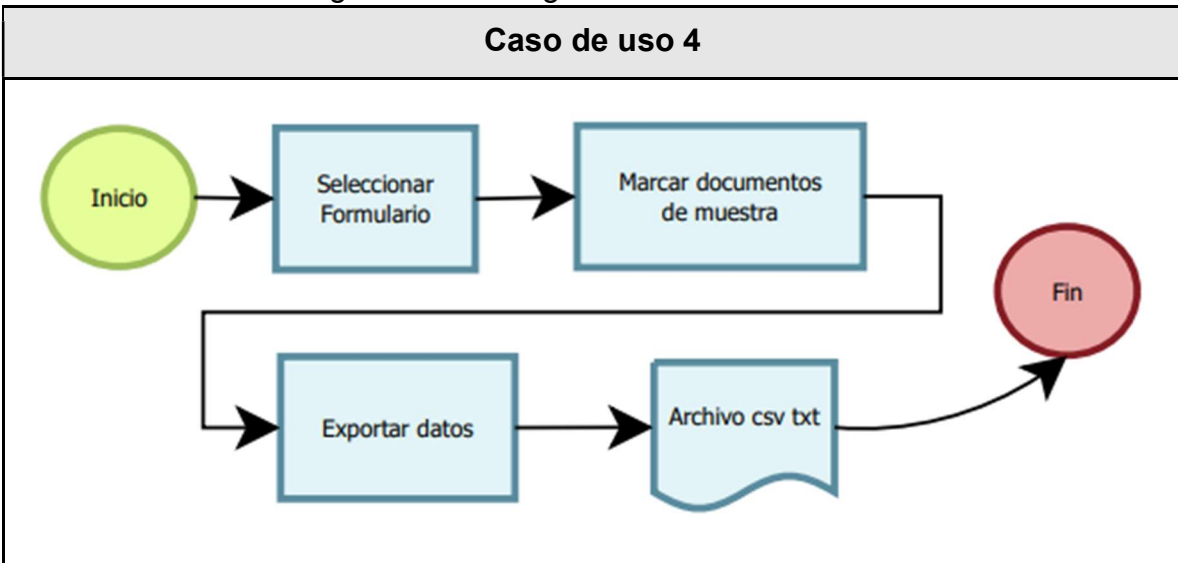 Caso de uso 4
Inicio
Seleccionar
Formulario
Marcar documentos
de muestra
Fin
Exportar datos
Archivo csv txt